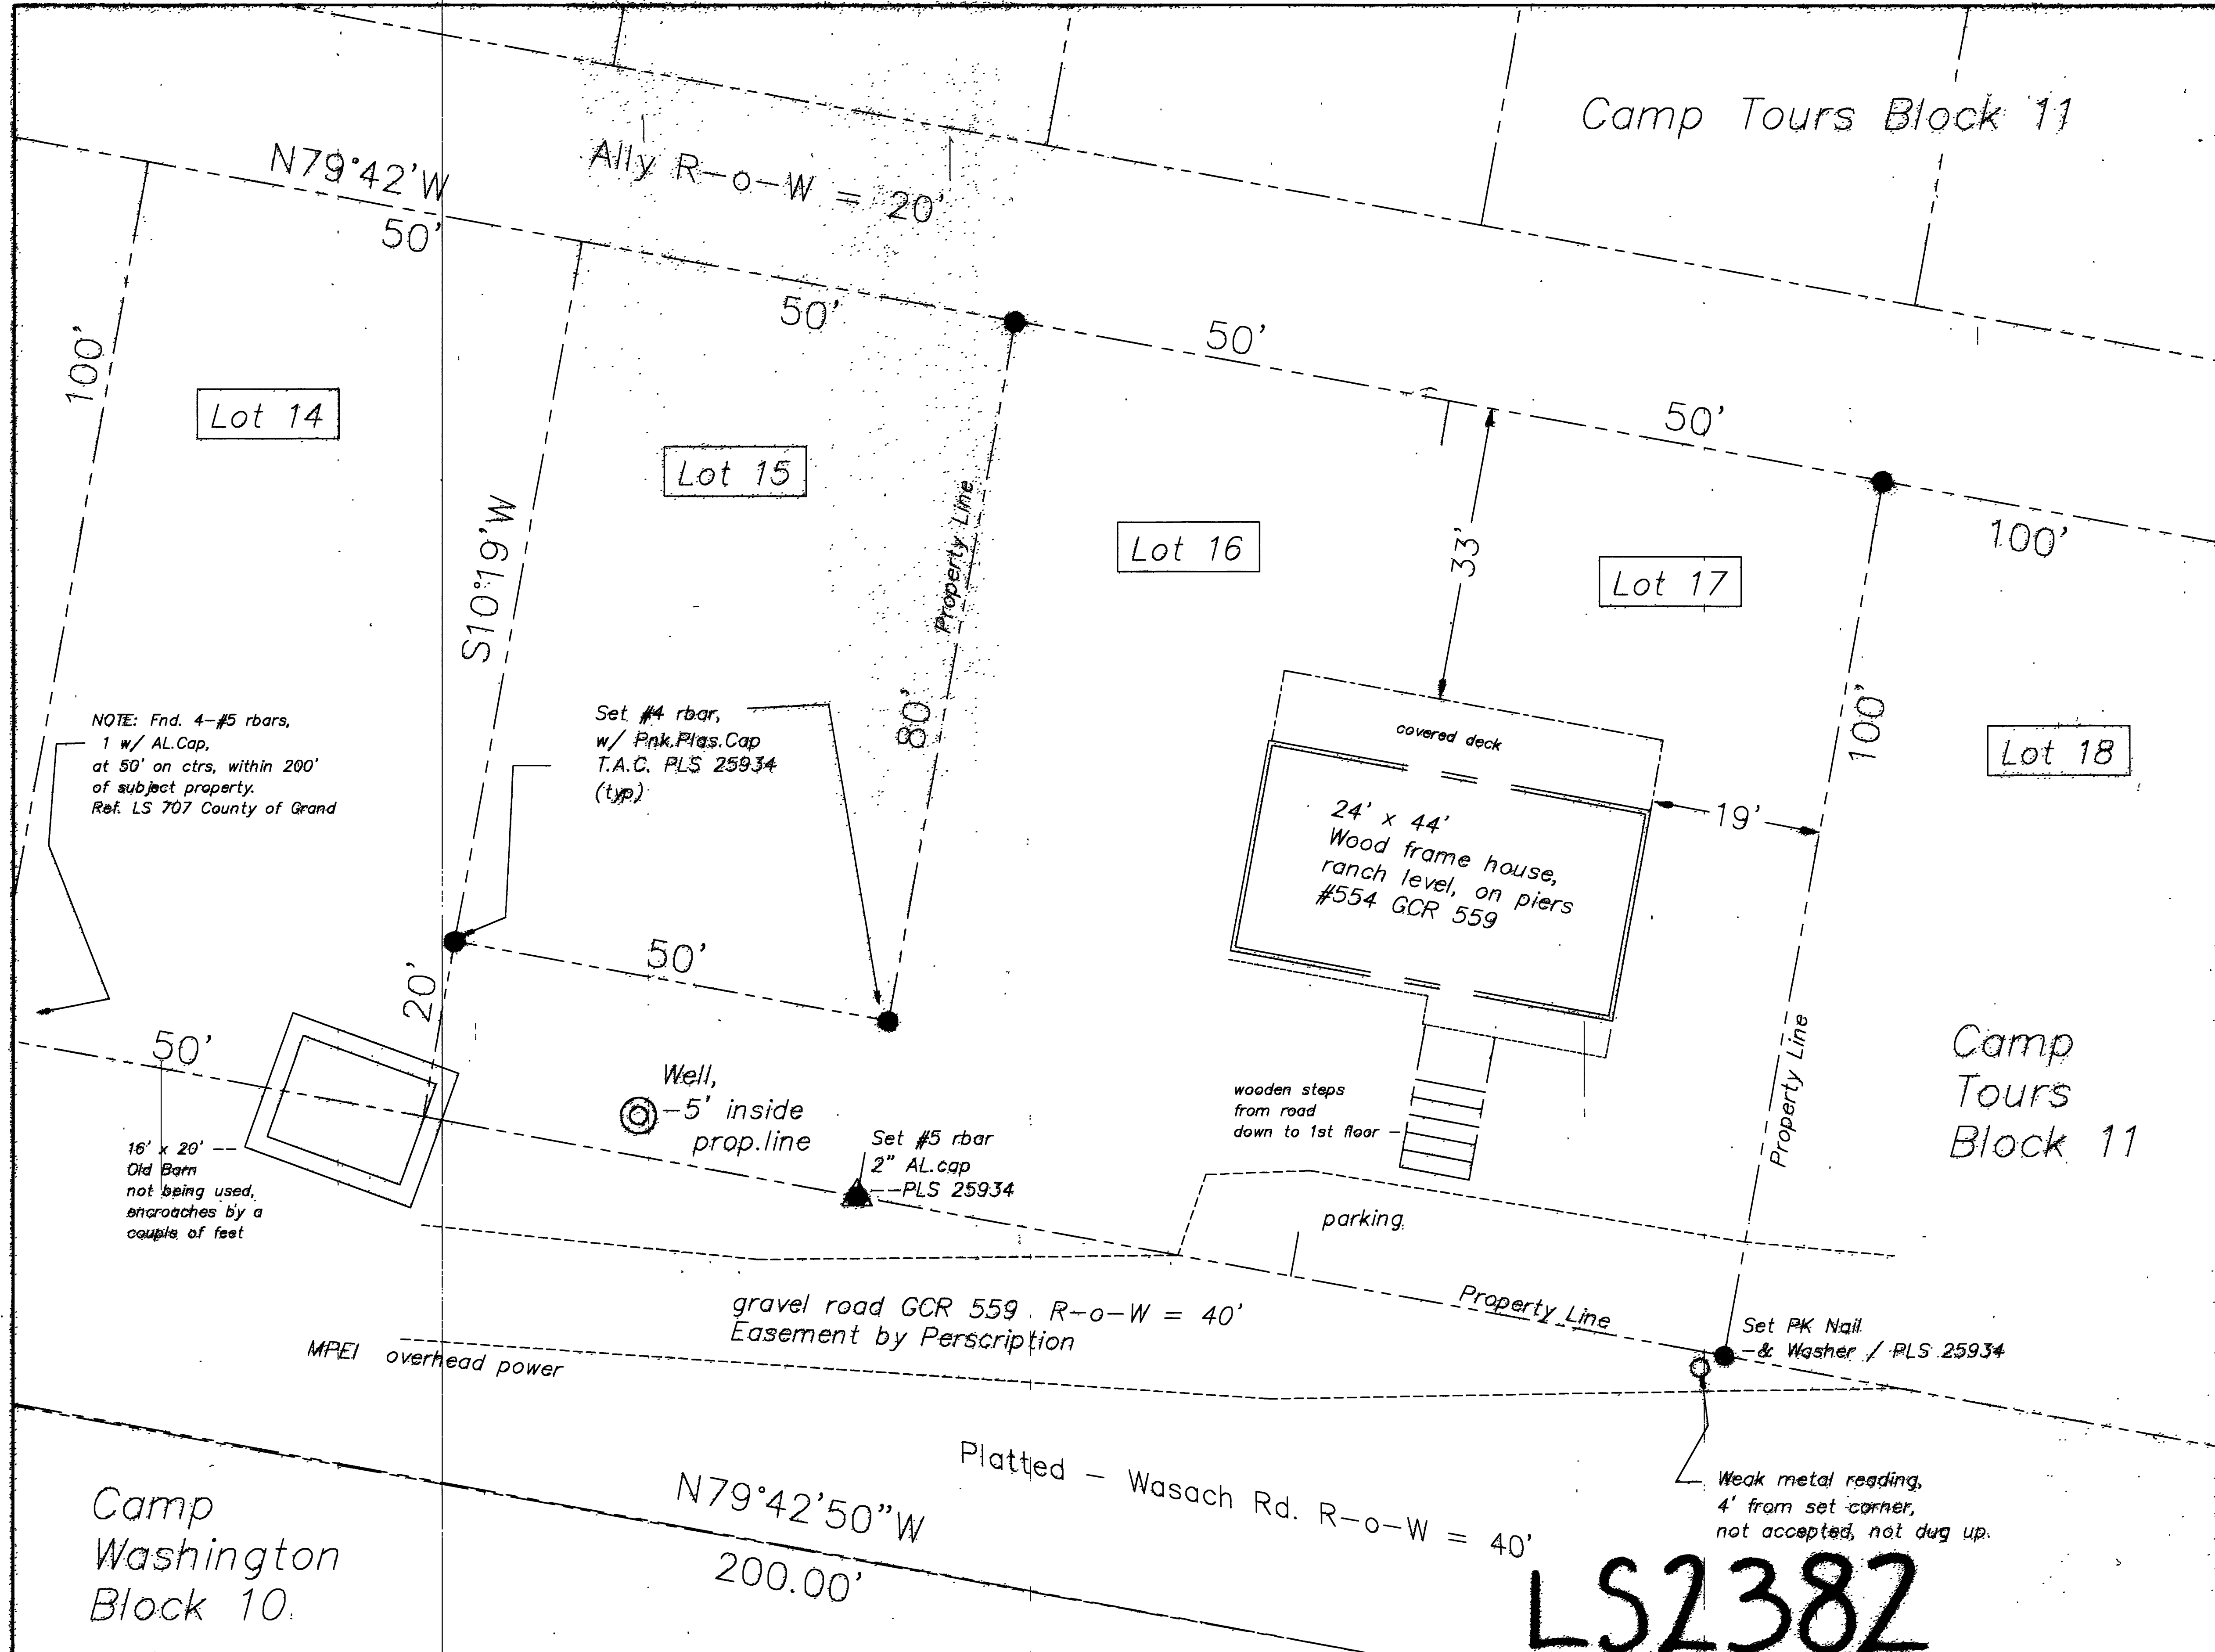 Camp Tours Block 11
N79°42'W
50'
Ally R-o-W = 20'
50'
50'
50'
100'
100'
Lot 14
Lot 15
Lot 16
Lot 17
Lot 18
S10°19'W
Property Line
80'
33'
100'
19'
NOTE: Fnd. 4-#5 rbars,
1 w/ AL.Cap,
at 50' on ctrs, within 200'
of subject property.
Ref. LS 707 County of Grand
Set #4 rbar,
w/ Pnk.Plas.Cap
T.A.C. PLS 25934
(typ)
covered deck
24' x 44'
Wood frame house,
ranch level, on piers
#554 GCR 559
50'
20'
50'
Well,
5' inside
prop.line
16' x 20'
Old Barn
not being used,
encroaches by a
couple of feet
Set #5 rbar
2" AL.cap
PLS 25934
wooden steps
from road
down to 1st floor
parking
Property Line
Camp
Tours
Block 11
gravel road GCR 559 R-o-W = 40'
Easement by Perscription
Property Line
Set PK Nail
& Washer / PLS 25934
MPEI overhead power
Platted - Wasach Rd. R-o-W = 40'
Weak metal reading,
4' from set corner,
not accepted, not dug up.
N79°42'50"W
200.00'
Camp
Washington
Block 10
LS2382